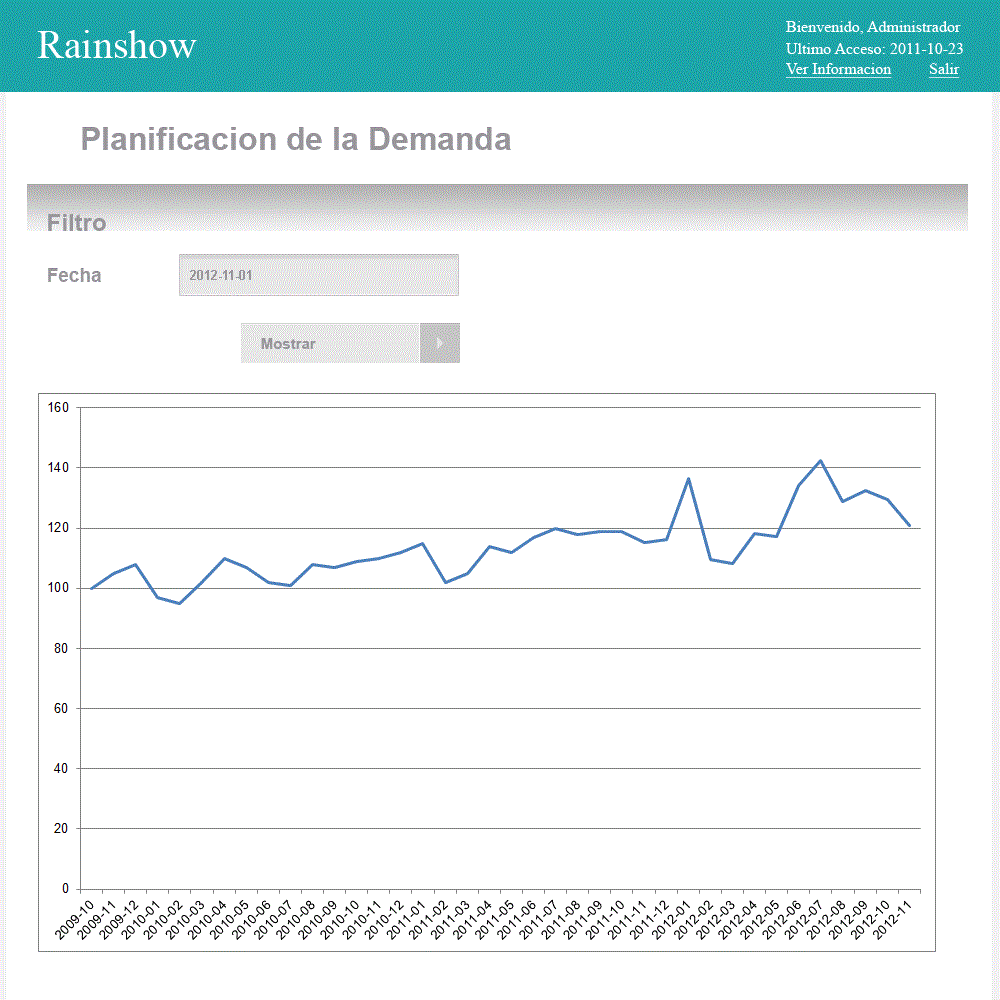 Rainshow
Bienvenido, Administrador
Ultimo Acceso: 2011-10-23
Ver Informacion Salir
Planificacion de la Demanda
Filtro
Fecha 2012-11-01
Mostrar
160
140
120
100
80
60
40
20
0
2009-10 2009-11 2009-12 2010-01 2010-02 2010-03 2010-04 2010-05 2010-06 2010-07 2010-08 2010-09 2010-10 2010-11 2010-12 2011-01 2011-02 2011-03 2011-04 2011-05 2011-06 2011-07 2011-08 2011-09 2011-10 2011-11 2011-12 2012-01 2012-02 2012-03 2012-04 2012-05 2012-06 2012-07 2012-08 2012-09 2012-10 2012-11